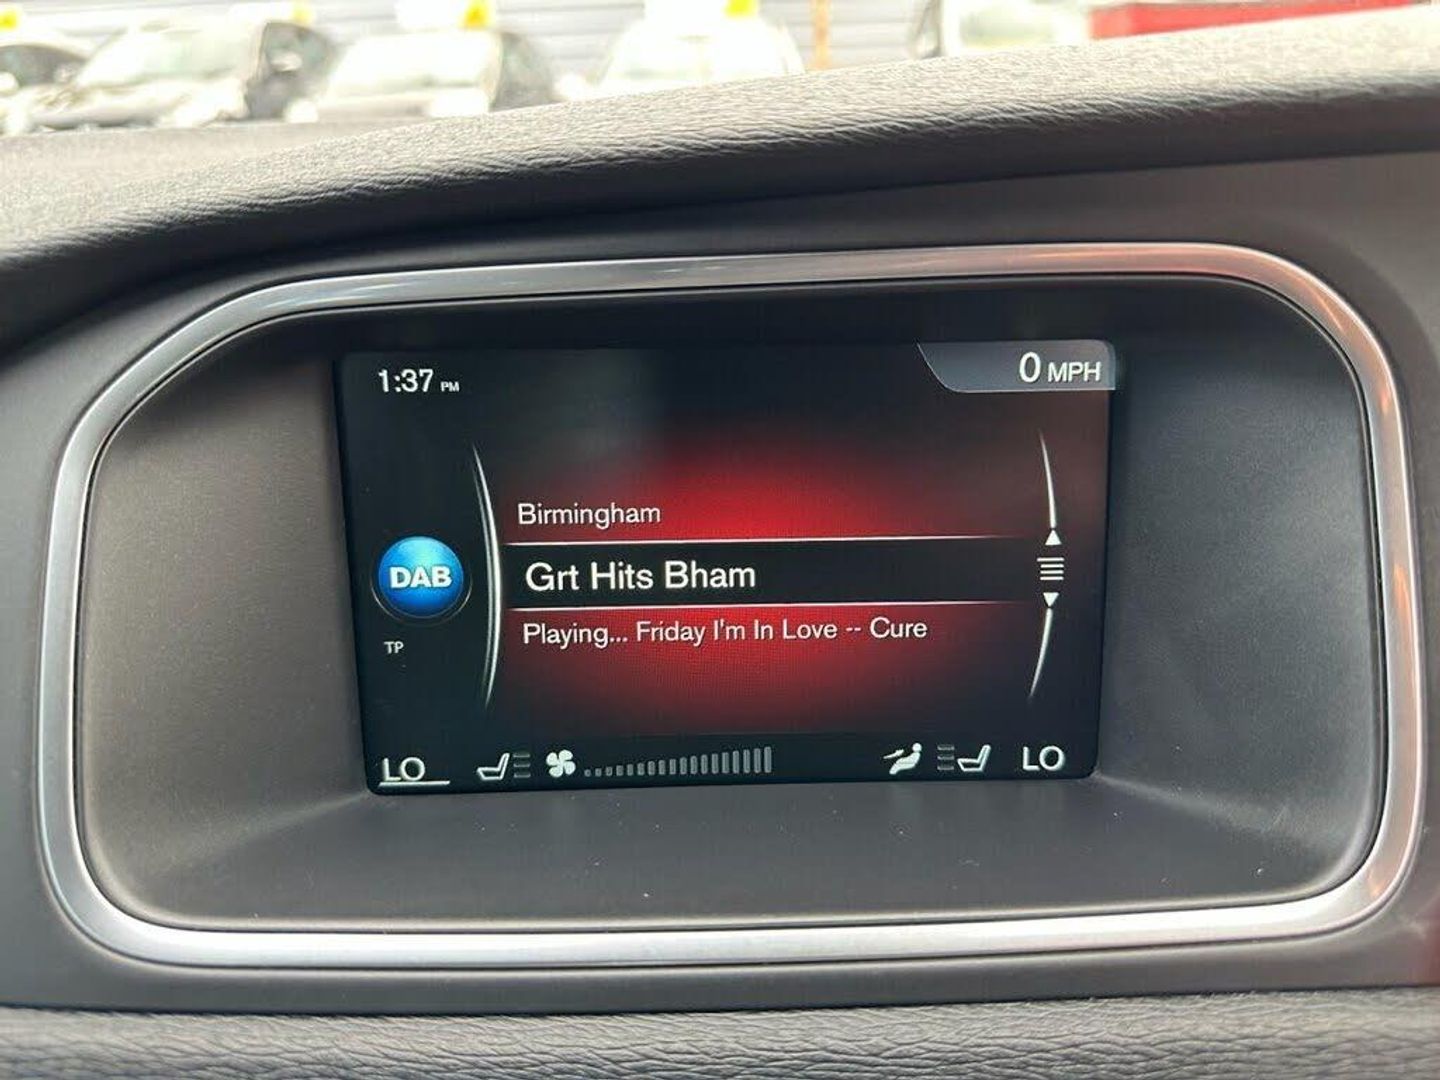 1:37 PM
0 MPH
Birmingham
DAB
Grt Hits Bham
TP
Playing... Friday I'm In Love -- Cure
LO
LO